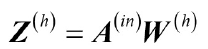 Z^(h) = A^(in) W^(h)